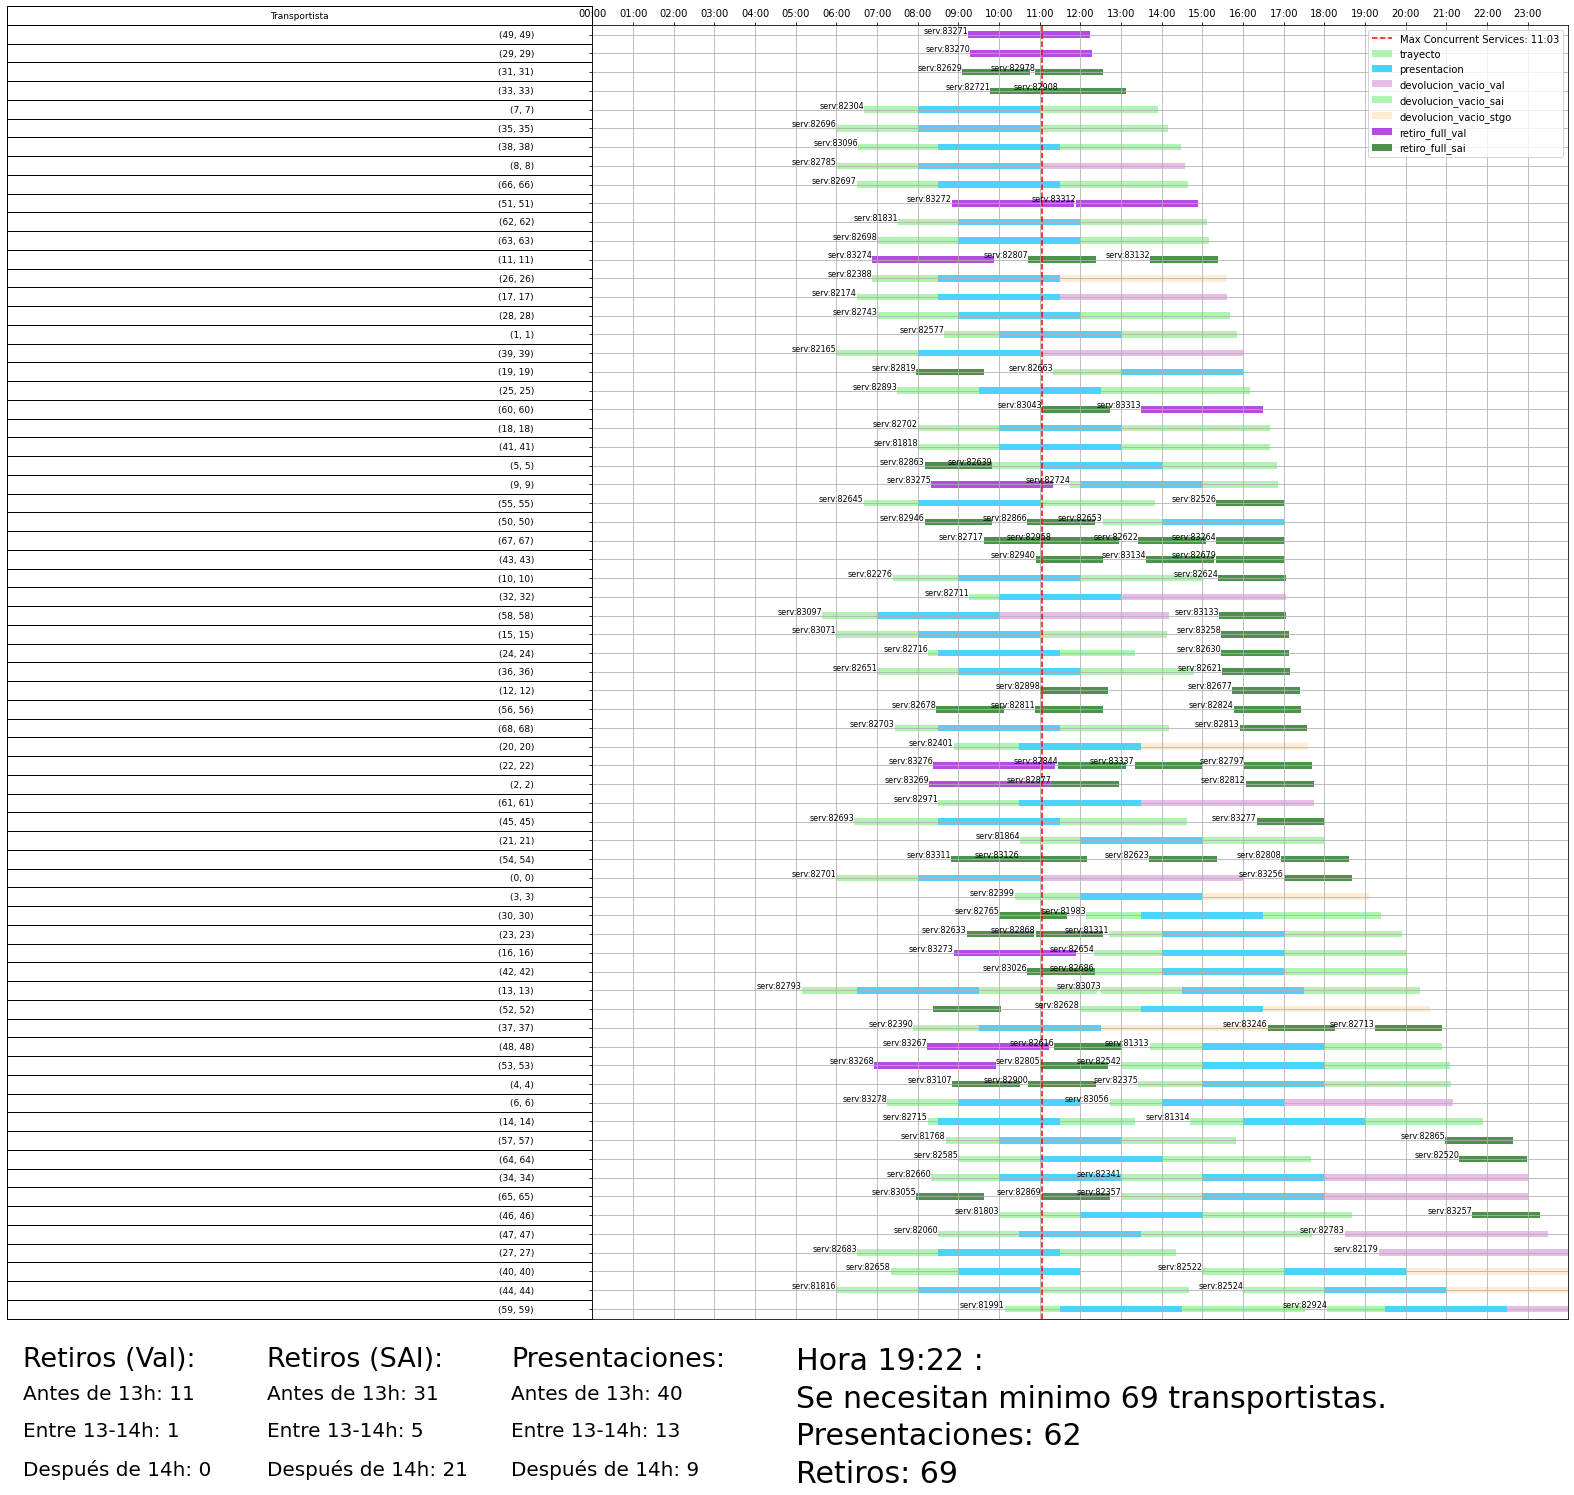 Transportista
00:00 01:00 02:00 03:00 04:00 05:00 06:00 07:00 08:00 09:00 10:00 11:00 12:00 13:00 14:00 15:00 16:00 17:00 18:00 19:00 20:00 21:00 22:00 23:00
Max Concurrent Services: 11:03
trayecto
presentacion
devolucion_vacio_val
devolucion_vacio_sai
devolucion_vacio_stgo
retiro_full_val
retiro_full_sai
(49, 49) serv:83271
(29, 29) serv:83270
(31, 31) serv:82629 serv:82978
(33, 33) serv:82721 serv:82908
(7, 7) serv:82304
(35, 35) serv:82696
(38, 38) serv:83096
(8, 8) serv:82785
(66, 66) serv:82697
(51, 51) serv:83272 serv:83312
(62, 62) serv:81831
(63, 63) serv:82698
(11, 11) serv:83274 serv:82807 serv:83132
(26, 26) serv:82388
(17, 17) serv:82174
(28, 28) serv:82743
(1, 1) serv:82577
(39, 39) serv:82165
(19, 19) serv:82819 serv:82663
(25, 25) serv:82893
(60, 60) serv:83043 serv:83313
(18, 18) serv:82702
(41, 41) serv:81818
(5, 5) serv:82863 serv:82639
(9, 9) serv:83275 serv:82724
(55, 55) serv:82645 serv:82526
(50, 50) serv:82946 serv:82866 serv:82653
(67, 67) serv:82717 serv:82958 serv:82622 serv:83264
(43, 43) serv:82940 serv:83134 serv:82679
(10, 10) serv:82276 serv:82624
(32, 32) serv:82711
(58, 58) serv:83097 serv:83133
(15, 15) serv:83071 serv:83258
(24, 24) serv:82716 serv:82630
(36, 36) serv:82651 serv:82621
(12, 12) serv:82898 serv:82677
(56, 56) serv:82678 serv:82811 serv:82824
(68, 68) serv:82703 serv:82813
(20, 20) serv:82401
(22, 22) serv:83276 serv:82844 serv:83337 serv:82797
(2, 2) serv:83269 serv:82877 serv:82812
(61, 61) serv:82971
(45, 45) serv:82693 serv:83277
(21, 21) serv:81864
(54, 54) serv:83311 serv:83126 serv:82623 serv:82808
(0, 0) serv:82701 serv:83256
(3, 3) serv:82399
(30, 30) serv:82765 serv:81983
(23, 23) serv:82633 serv:82868 serv:81311
(16, 16) serv:83273 serv:82654
(42, 42) serv:83026 serv:82686
(13, 13) serv:82793 serv:83073
(52, 52) serv:82628
(37, 37) serv:82390 serv:83246 serv:82713
(48, 48) serv:83267 serv:82616 serv:81313
(53, 53) serv:83268 serv:82805 serv:82542
(4, 4) serv:83107 serv:82900 serv:82375
(6, 6) serv:83278 serv:83056
(14, 14) serv:82715 serv:81314
(57, 57) serv:81768 serv:82865
(64, 64) serv:82585 serv:82520
(34, 34) serv:82660 serv:82341
(65, 65) serv:83055 serv:82869 serv:82357
(46, 46) serv:81803 serv:83257
(47, 47) serv:82060 serv:82783
(27, 27) serv:82683 serv:82179
(40, 40) serv:82658 serv:82522
(44, 44) serv:81816 serv:82524
(59, 59) serv:81991 serv:82924
Retiros (Val):
Antes de 13h: 11
Entre 13-14h: 1
Después de 14h: 0
Retiros (SAI):
Antes de 13h: 31
Entre 13-14h: 5
Después de 14h: 21
Presentaciones:
Antes de 13h: 40
Entre 13-14h: 13
Después de 14h: 9
Hora 19:22 :
Se necesitan minimo 69 transportistas.
Presentaciones: 62
Retiros: 69